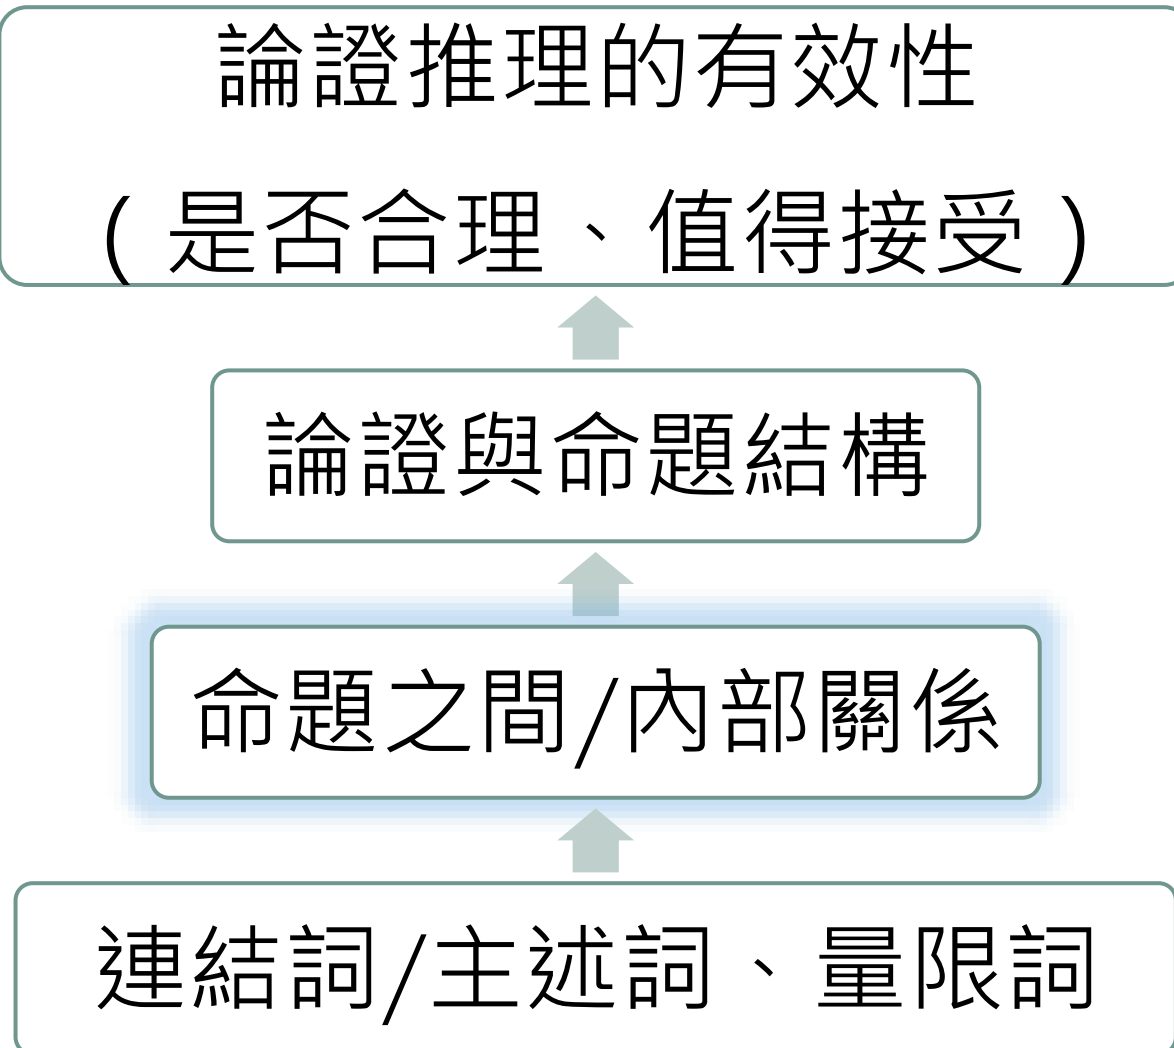 論證推理的有效性
(是否合理、值得接受)
論證與命題結構
命題之間/內部關係
連結詞/主述詞、量限詞